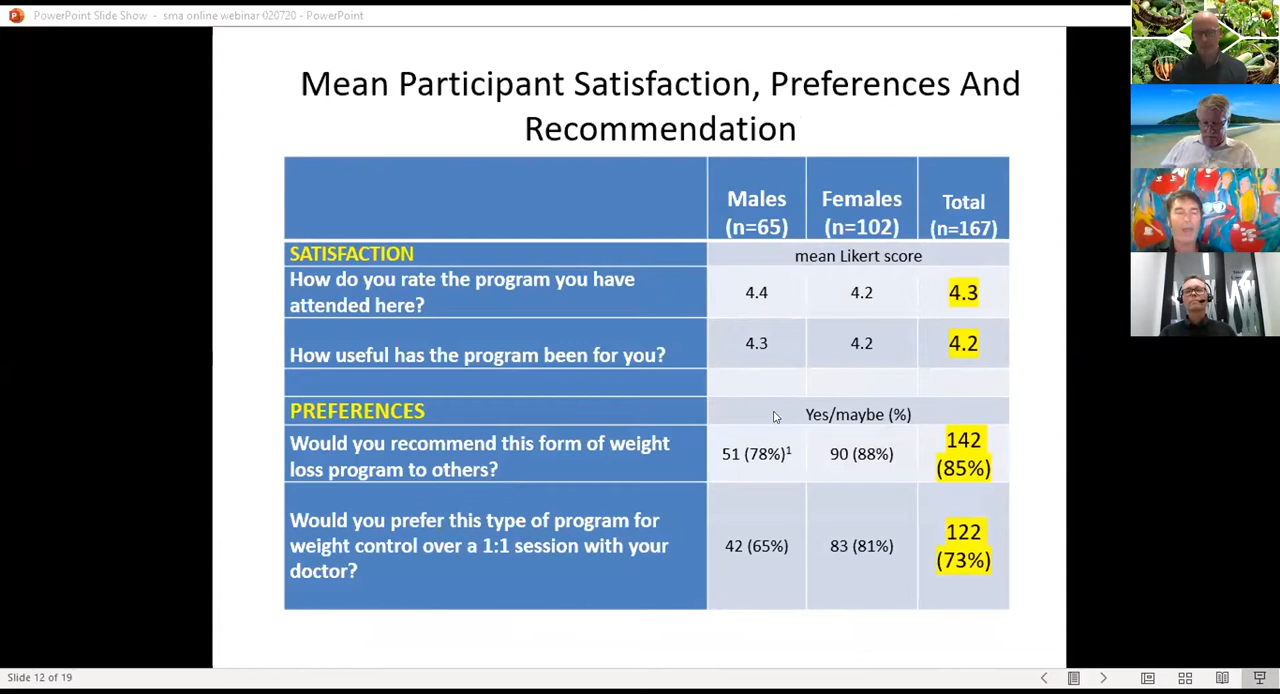 PowerPoint Slide Show - sma online webinar 020720 - PowerPoint
Mean Participant Satisfaction, Preferences And
Recommendation
Males
(n=65)
Females
(n=102)
Total
(n=167)
SATISFACTION
mean Likert score
How do you rate the program you have
attended here?
4.4
4.2
4.3
How useful has the program been for you?
4.3
4.2
4.2
PREFERENCES
Yes/maybe (%)
Would you recommend this form of weight
loss program to others?
51 (78%)¹
90 (88%)
142
(85%)
Would you prefer this type of program for
weight control over a 1:1 session with your
doctor?
42 (65%)
83 (81%)
122
(73%)
Slide 12 of 19